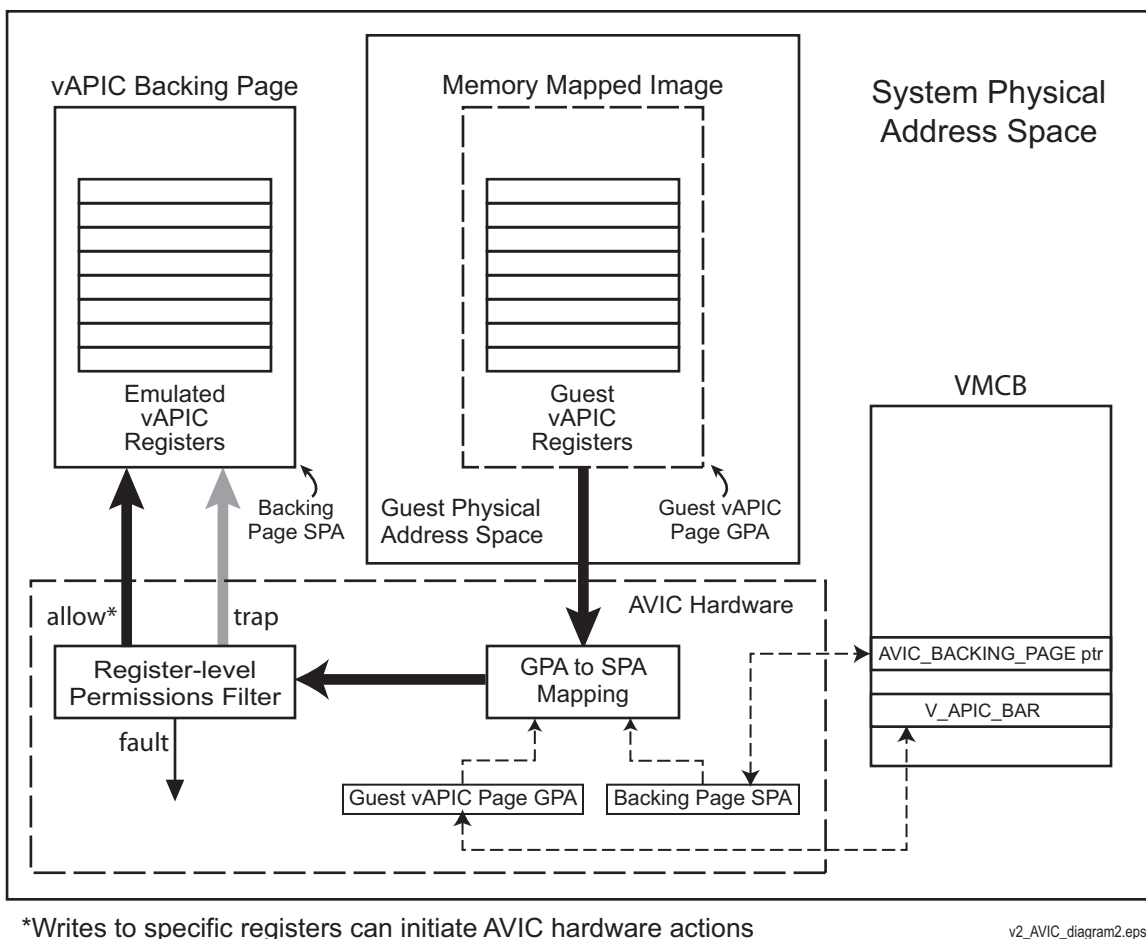 vAPIC Backing Page
Memory Mapped Image
System Physical
Address Space
Emulated
vAPIC
Registers
Guest
vAPIC
Registers
VMCB
Backing
Page SPA
Guest Physical
Address Space
Guest vAPIC
Page GPA
allow*
trap
AVIC Hardware
Register-level
Permissions Filter
GPA to SPA
Mapping
AVIC_BACKING_PAGE ptr
V_APIC_BAR
fault
Guest vAPIC Page GPA
Backing Page SPA
*Writes to specific registers can initiate AVIC hardware actions
v2_AVIC_diagram2.eps